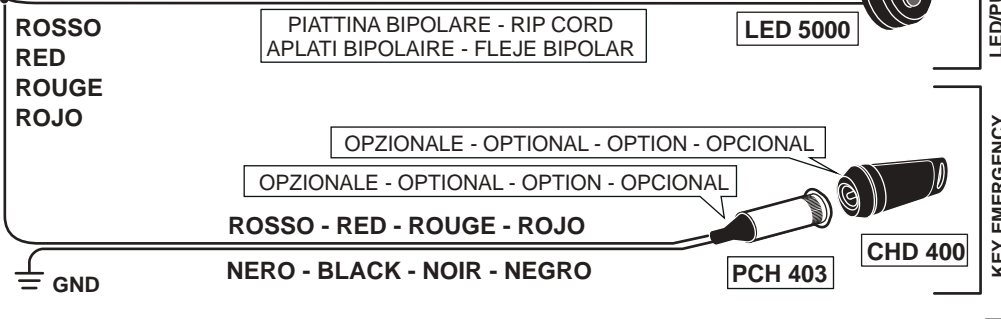 ROSSO
RED
ROUGE
ROJO
PIATTINA BIPOLARE - RIP CORD
APLATI BIPOLAIRE - FLEJE BIPOLAR
LED 5000
OPZIONALE - OPTIONAL - OPTION - OPCIONAL
OPZIONALE - OPTIONAL - OPTION - OPCIONAL
ROSSO - RED - ROUGE - ROJO
NERO - BLACK - NOIR - NEGRO
GND
PCH 403
CHD 400
KEY EMERGENCY